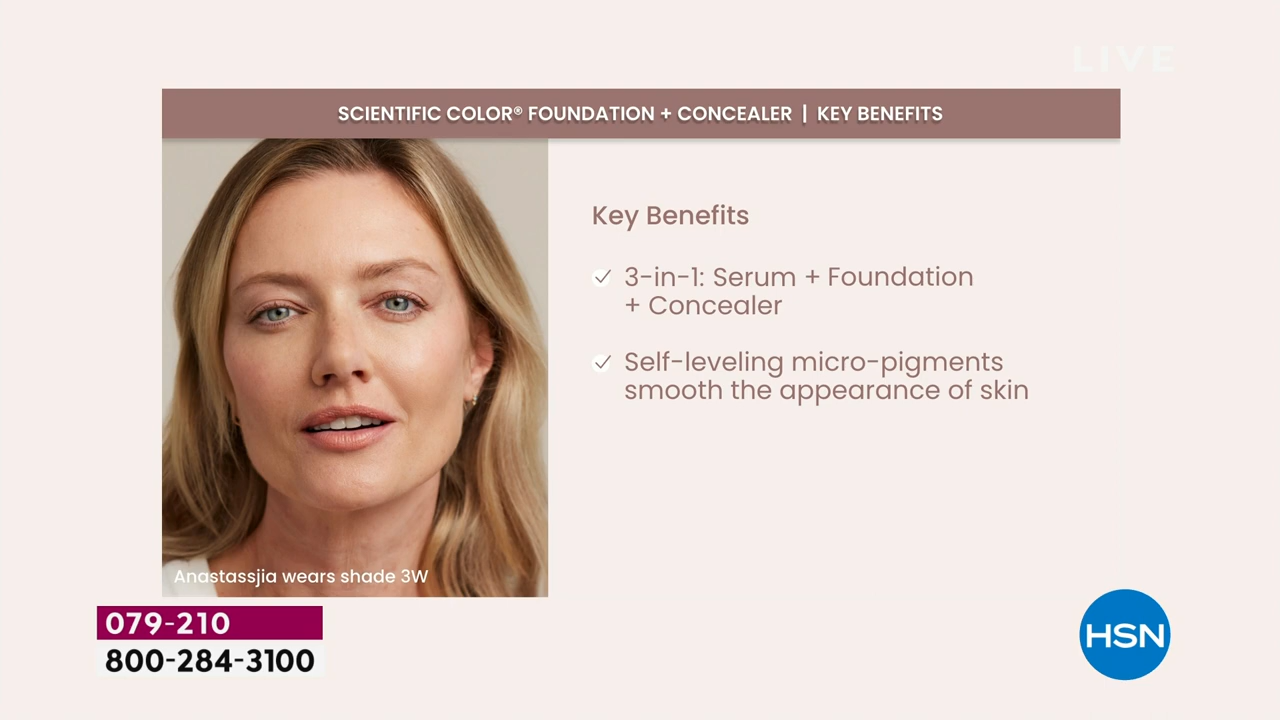 LIVE
SCIENTIFIC COLOR® FOUNDATION + CONCEALER | KEY BENEFITS
Key Benefits
3-in-1: Serum + Foundation
+ Concealer
Self-leveling micro-pigments
smooth the appearance of skin
Anastassjia wears shade 3W
079-210
800-284-3100
HSN